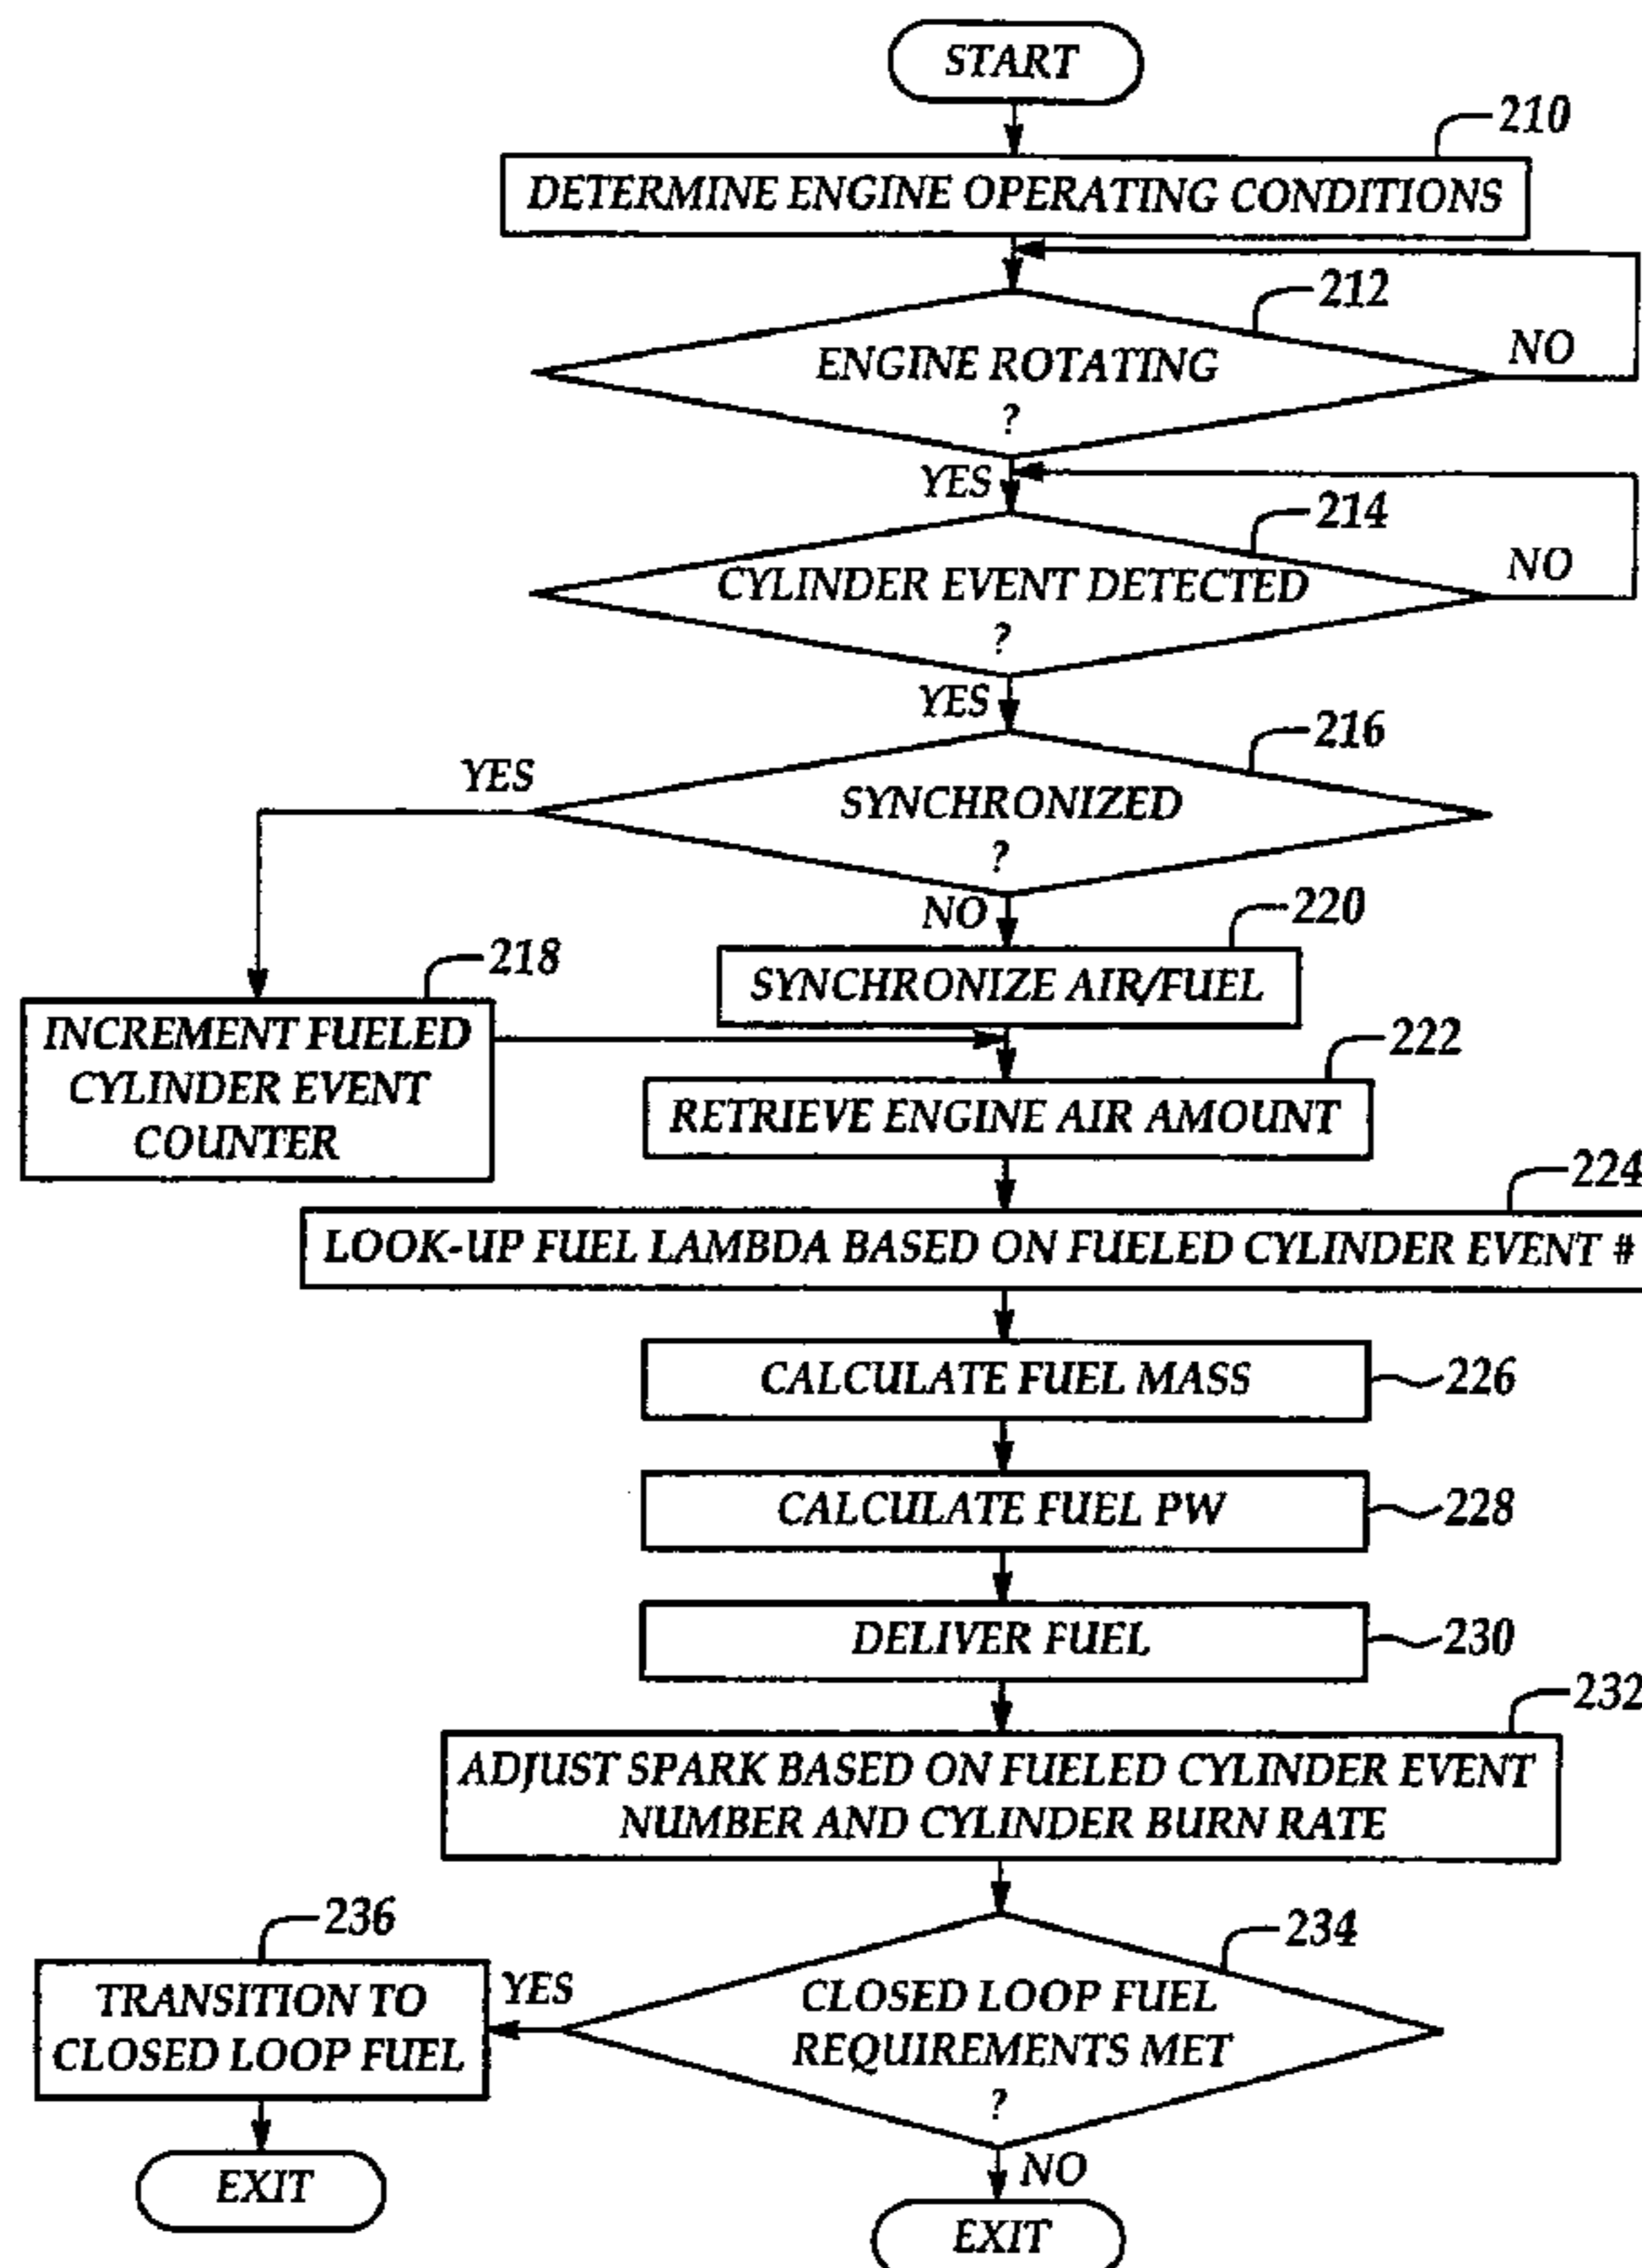 START
210
DETERMINE ENGINE OPERATING CONDITIONS
212
ENGINE ROTATING
?
NO
YES
214
CYLINDER EVENT DETECTED
?
NO
YES
216
YES
SYNCHRONIZED
?
NO
220
SYNCHRONIZE AIR/FUEL
218
INCREMENT FUELED
CYLINDER EVENT
COUNTER
222
RETRIEVE ENGINE AIR AMOUNT
224
LOOK-UP FUEL LAMBDA BASED ON FUELED CYLINDER EVENT #
CALCULATE FUEL MASS
226
CALCULATE FUEL PW
228
DELIVER FUEL
230
232
ADJUST SPARK BASED ON FUELED CYLINDER EVENT
NUMBER AND CYLINDER BURN RATE
234
CLOSED LOOP FUEL
REQUIREMENTS MET
?
YES
236
TRANSITION TO
CLOSED LOOP FUEL
EXIT
NO
EXIT